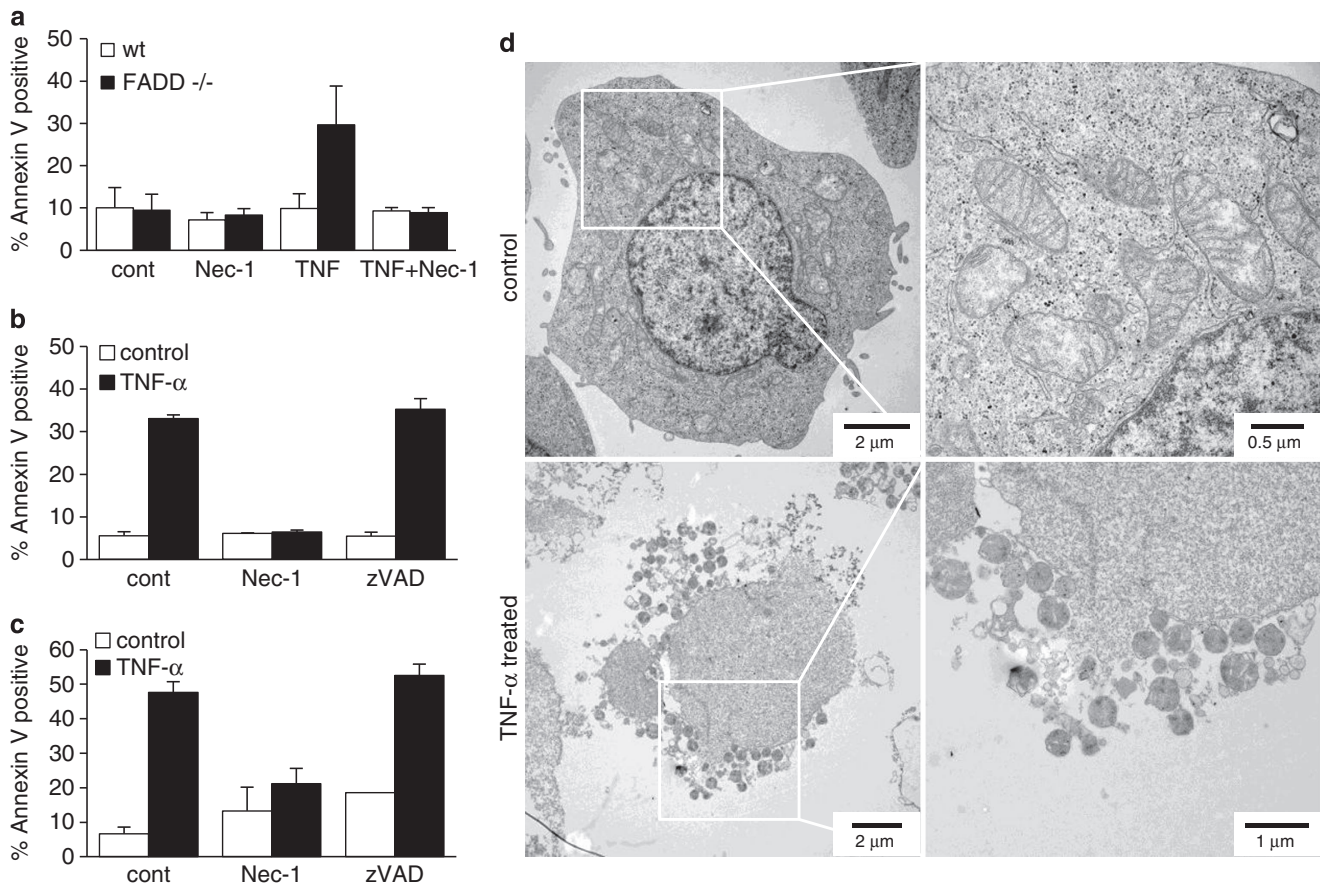 a
% Annexin V positive
50
40
30
20
10
0
wt
FADD -/-
cont Nec-1 TNF TNF+Nec-1
b
% Annexin V positive
50
40
30
20
10
0
control
TNF-α
cont Nec-1 zVAD
c
% Annexin V positive
60
50
40
30
20
10
0
control
TNF-α
cont Nec-1 zVAD
d
control
2 μm
0.5 μm
TNF-α treated
2 μm
1 μm